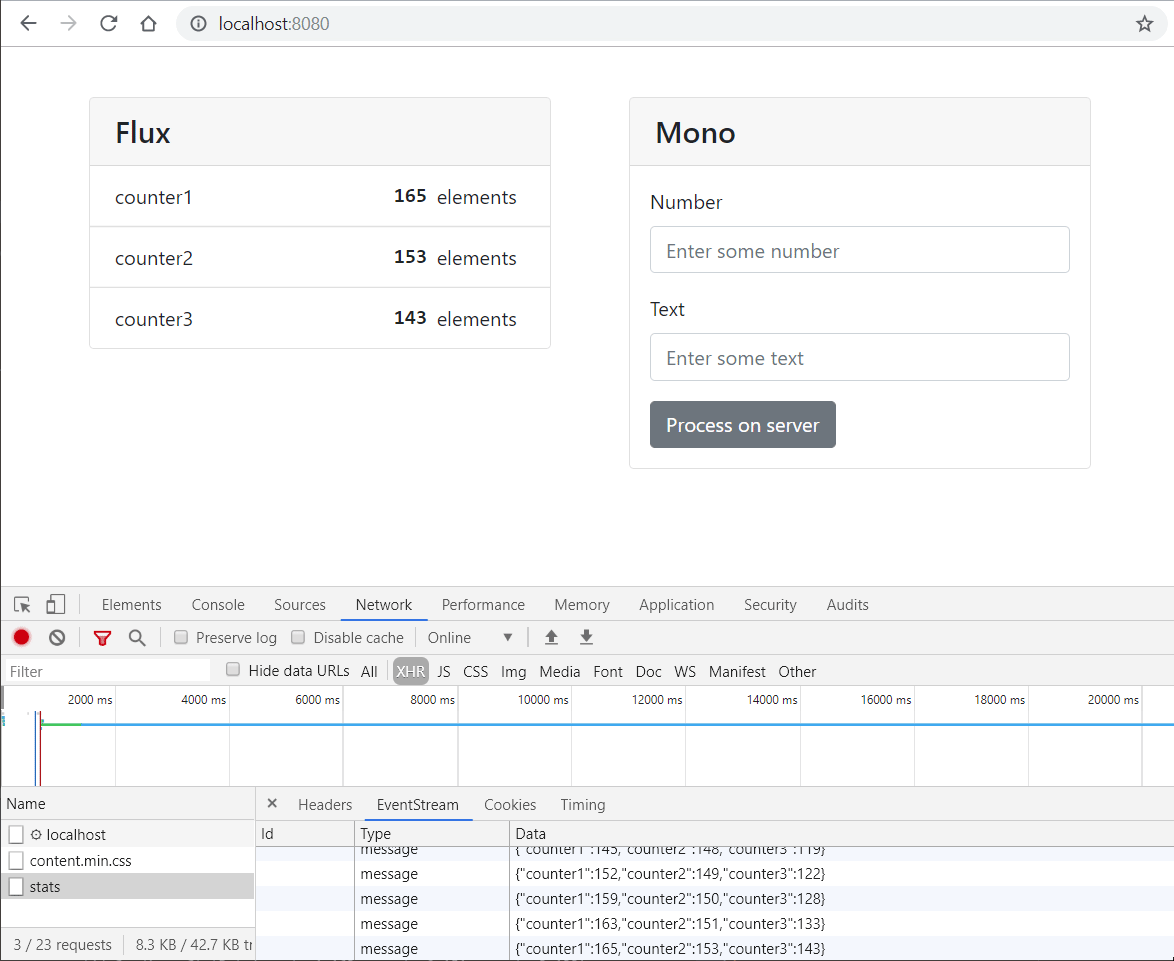 localhost:8080
Flux
counter1 165 elements
counter2 153 elements
counter3 143 elements
Mono
Number
Enter some number
Text
Enter some text
Process on server
Elements Console Sources Network Performance Memory Application Security Audits
Preserve log Disable cache Online
Filter Hide data URLs All XHR JS CSS Img Media Font Doc WS Manifest Other
2000 ms 4000 ms 6000 ms 8000 ms 10000 ms 12000 ms 14000 ms 16000 ms 18000 ms 20000 ms
Name
localhost
content.min.css
stats
3 / 23 requests 8.3 KB / 42.7 KB tr
× Headers EventStream Cookies Timing
Id Type Data
message {"counter1":145,"counter2":148,"counter3":119}
message {"counter1":152,"counter2":149,"counter3":122}
message {"counter1":159,"counter2":150,"counter3":128}
message {"counter1":163,"counter2":151,"counter3":133}
message {"counter1":165,"counter2":153,"counter3":143}